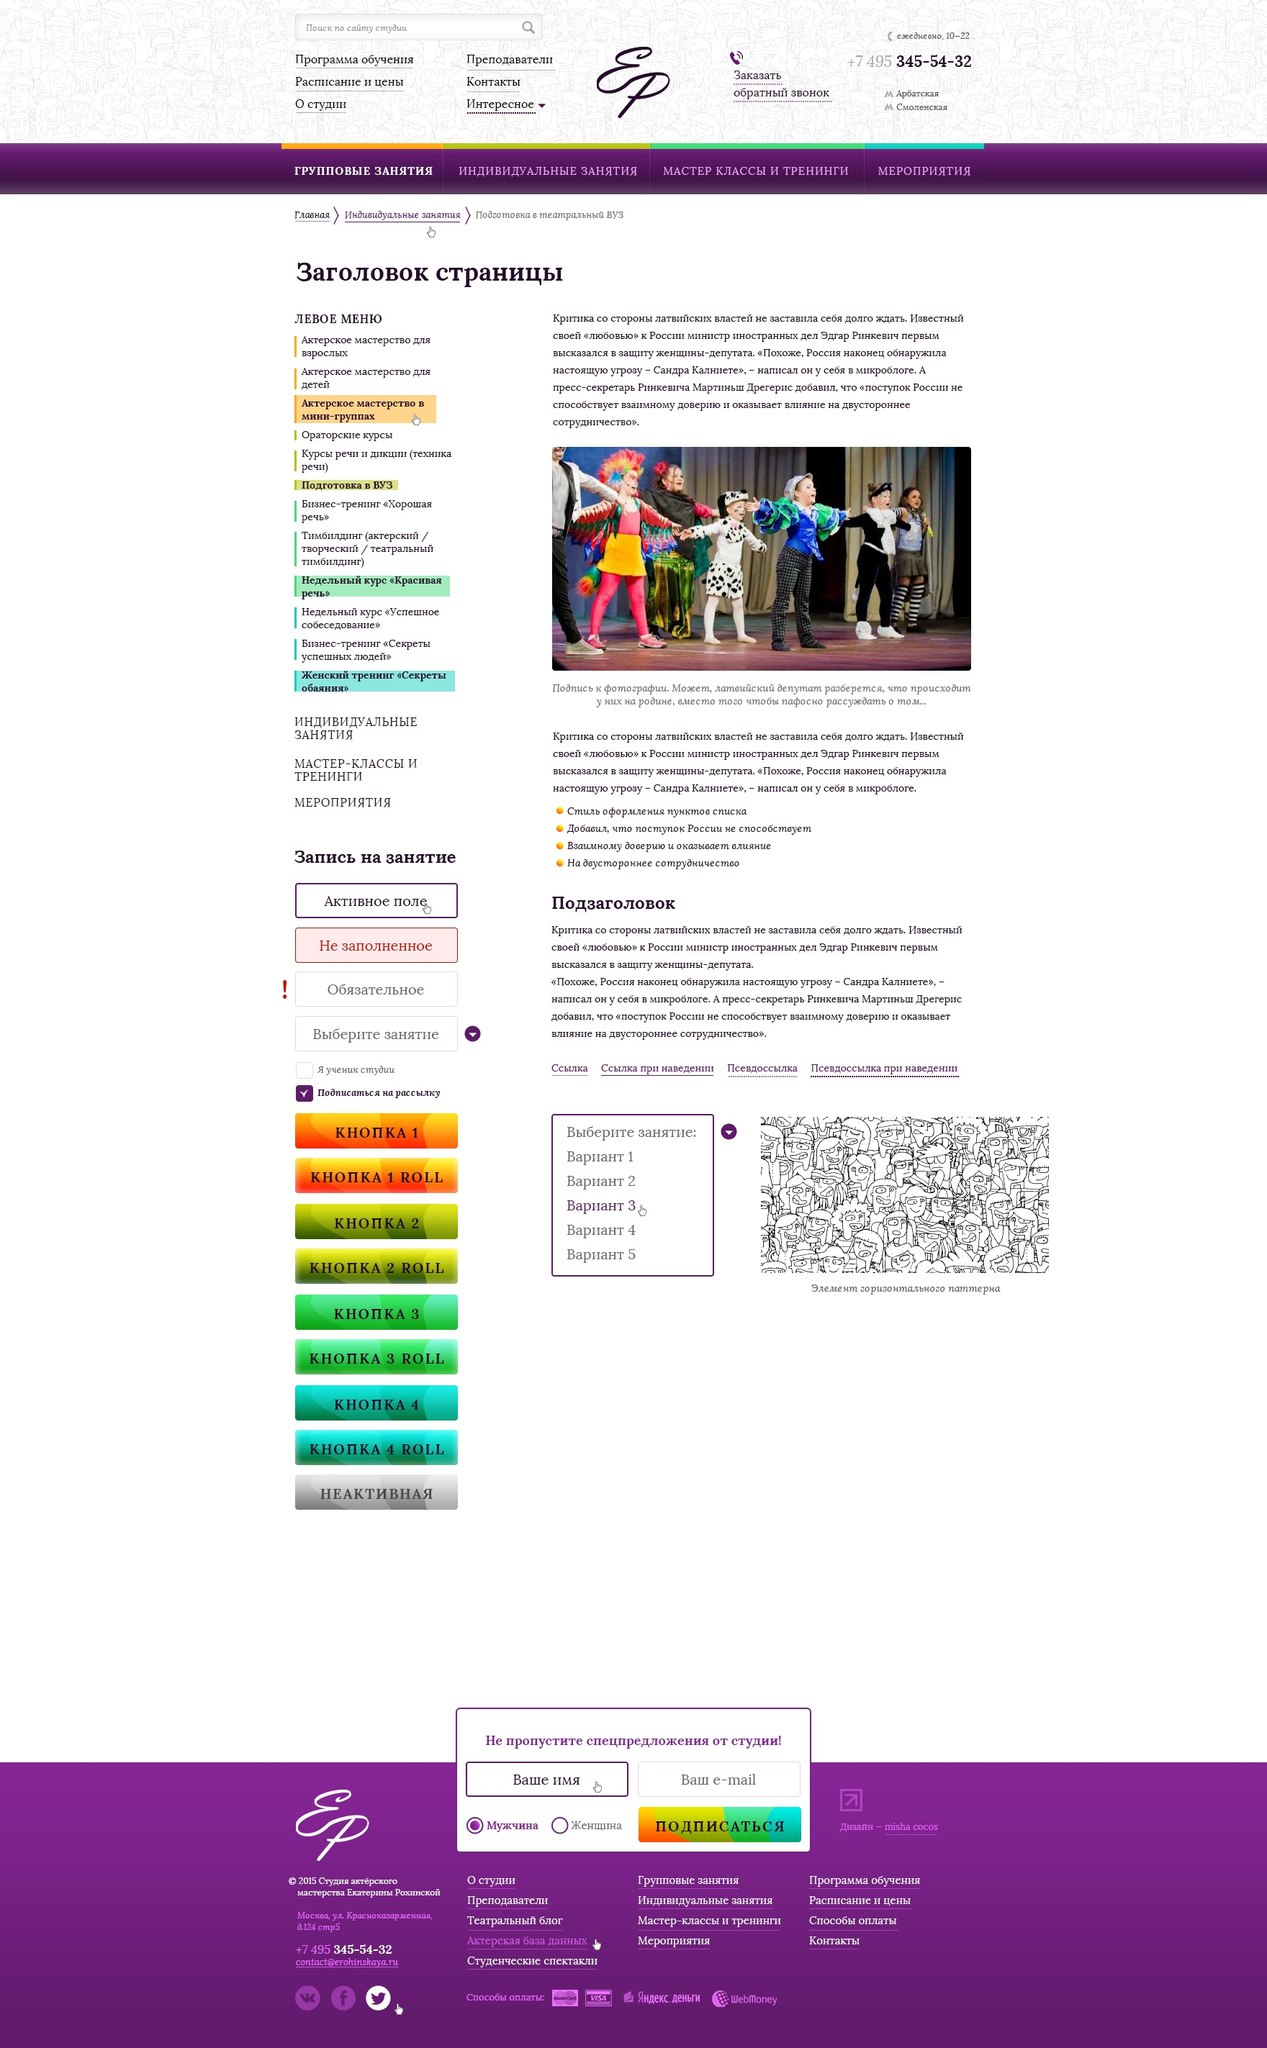 Поиск по сайту студии
Программа обучения
Расписание и цены
О студии
Преподаватели
Контакты
Интересное
ЕР
Заказать
обратный звонок
ежедневно, 10–22
+7 495 345-54-32
Арбатская
Смоленская
ГРУППОВЫЕ ЗАНЯТИЯ
ИНДИВИДУАЛЬНЫЕ ЗАНЯТИЯ
МАСТЕР КЛАССЫ И ТРЕНИНГИ
МЕРОПРИЯТИЯ
Главная
Индивидуальные занятия
Подготовка в театральный ВУЗ
Заголовок страницы
ЛЕВОЕ МЕНЮ
Актерское мастерство для
взрослых
Актерское мастерство для
детей
Актерское мастерство в
мини-группах
Ораторские курсы
Курсы речи и дикции (техника
речи)
Подготовка в ВУЗ
Бизнес-тренинг «Хорошая
речь»
Тимбилдинг (актерский /
творческий / театральный
тимбилдинг)
Недельный курс «Красивая
речь»
Недельный курс «Успешное
собеседование»
Бизнес-тренинг «Секреты
успешных людей»
Женский тренинг «Секреты
обаяния»
ИНДИВИДУАЛЬНЫЕ
ЗАНЯТИЯ
МАСТЕР-КЛАССЫ И
ТРЕНИНГИ
МЕРОПРИЯТИЯ
Запись на занятие
Активное поле
Не заполненное
!
Обязательное
Выберите занятие
Я ученик студии
Подписаться на рассылку
КНОПКА 1
КНОПКА 1 ROLL
КНОПКА 2
КНОПКА 2 ROLL
КНОПКА 3
КНОПКА 3 ROLL
КНОПКА 4
КНОПКА 4 ROLL
НЕАКТИВНАЯ
Критика со стороны латвийских властей не заставила себя долго ждать. Известный
своей «любовью» к России министр иностранных дел Эдгар Ринкевич первым
высказался в защиту женщины-депутата. «Похоже, Россия наконец обнаружила
настоящую угрозу – Сандра Калниете», – написал он у себя в микроблоге. А
пресс-секретарь Ринкевича Мартиньш Дрегерис добавил, что «поступок России не
способствует взаимному доверию и оказывает влияние на двустороннее
сотрудничество».
Подпись к фотографии. Может, латвийский депутат разберется, что происходит
у них на родине, вместо того чтобы пафосно рассуждать о том...
Критика со стороны латвийских властей не заставила себя долго ждать. Известный
своей «любовью» к России министр иностранных дел Эдгар Ринкевич первым
высказался в защиту женщины-депутата. «Похоже, Россия наконец обнаружила
настоящую угрозу – Сандра Калниете», – написал он у себя в микроблоге.
Стиль оформления пунктов списка
Добавил, что поступок России не способствует
Взаимному доверию и оказывает влияние
На двустороннее сотрудничество
Подзаголовок
Критика со стороны латвийских властей не заставила себя долго ждать. Известный
своей «любовью» к России министр иностранных дел Эдгар Ринкевич первым
высказался в защиту женщины-депутата.
«Похоже, Россия наконец обнаружила настоящую угрозу – Сандра Калниете», –
написал он у себя в микроблоге. А пресс-секретарь Ринкевича Мартиньш Дрегерис
добавил, что «поступок России не способствует взаимному доверию и оказывает
влияние на двустороннее сотрудничество».
Ссылка
Ссылка при наведении
Псевдоссылка
Псевдоссылка при наведении
Выберите занятие:
Вариант 1
Вариант 2
Вариант 3
Вариант 4
Вариант 5
Элемент горизонтального паттерна
Не пропустите спецпредложения от студии!
Ваше имя
Ваш e-mail
Мужчина
Женщина
ПОДПИСАТЬСЯ
ЕР
© 2015 Студия актёрского
мастерства Екатерины Рохинской
Москва, ул. Красноказарменная,
д.124 стр5
+7 495 345-54-32
contact@erohinskaya.ru
О студии
Преподаватели
Театральный блог
Актерская база данных
Студенческие спектакли
Групповые занятия
Индивидуальные занятия
Мастер-классы и тренинги
Мероприятия
Программа обучения
Расписание и цены
Способы оплаты
Контакты
Дизайн — misha cocos
Способы оплаты:
MasterCard
VISA
Яндекс.деньги
WebMoney